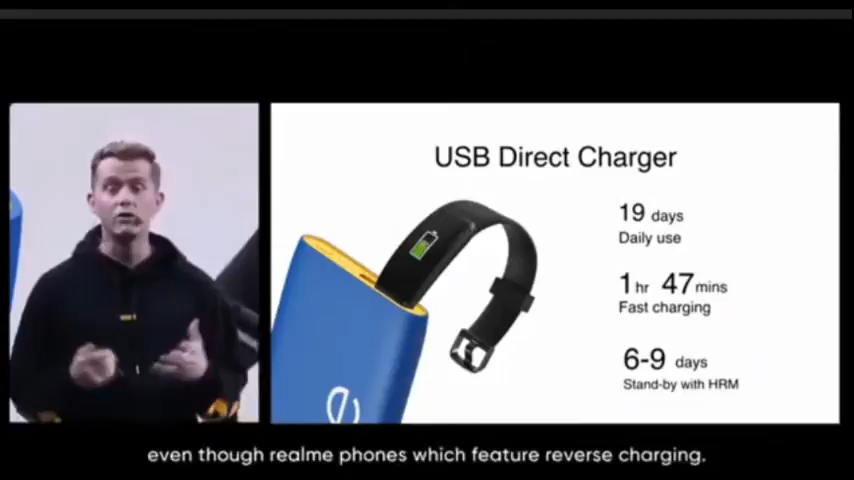 USB Direct Charger
19 days
Daily use
1 hr 47 mins
Fast charging
6-9 days
Stand-by with HRM
even though realme phones which feature reverse charging.